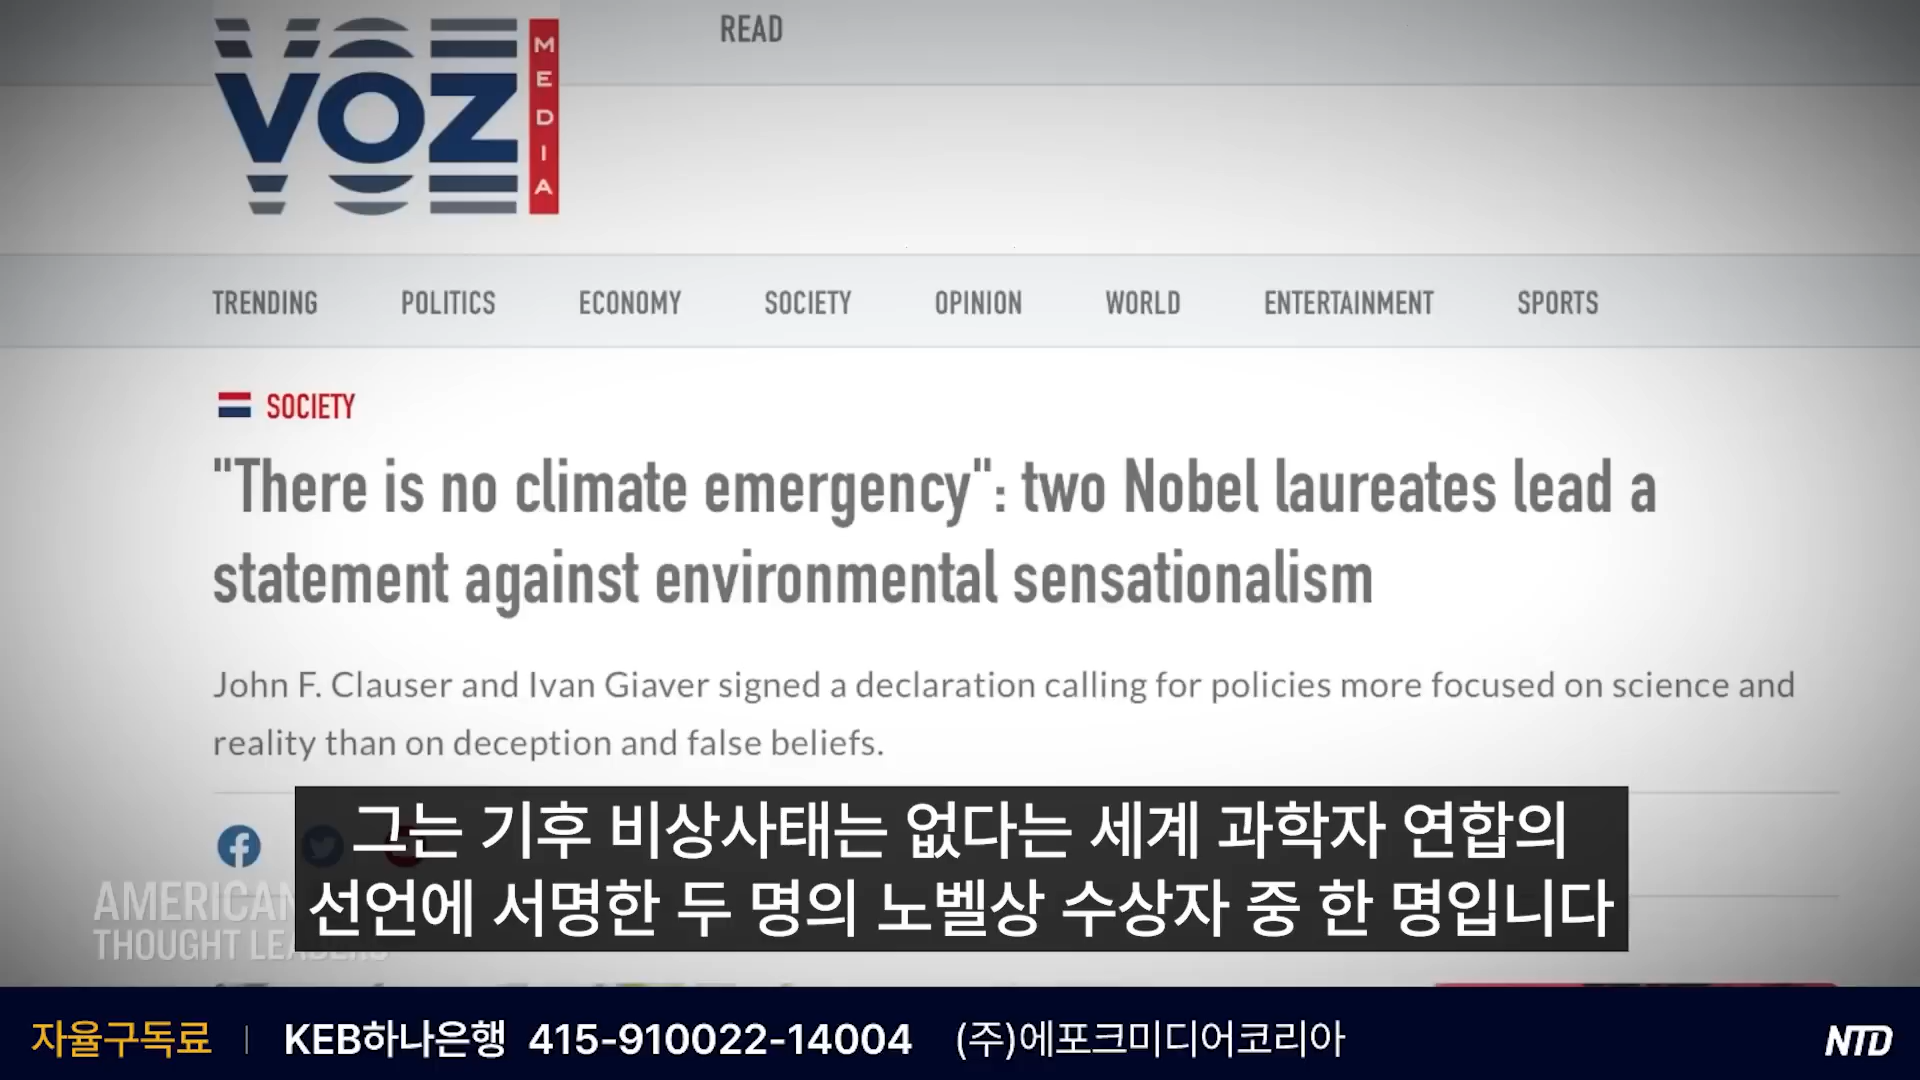 READ
VOZ
MEDIA
TRENDING POLITICS ECONOMY SOCIETY OPINION WORLD ENTERTAINMENT SPORTS
SOCIETY
"There is no climate emergency": two Nobel laureates lead a
statement against environmental sensationalism
John F. Clauser and Ivan Giaver signed a declaration calling for policies more focused on science and
reality than on deception and false beliefs.
그는 기후 비상사태는 없다는 세계 과학자 연합의
선언에 서명한 두 명의 노벨상 수상자 중 한 명입니다
AMERICAN
THOUGHT LEADERS
자율구독료 | KEB하나은행 415-910022-14004 (주)에포크미디어코리아
NTD